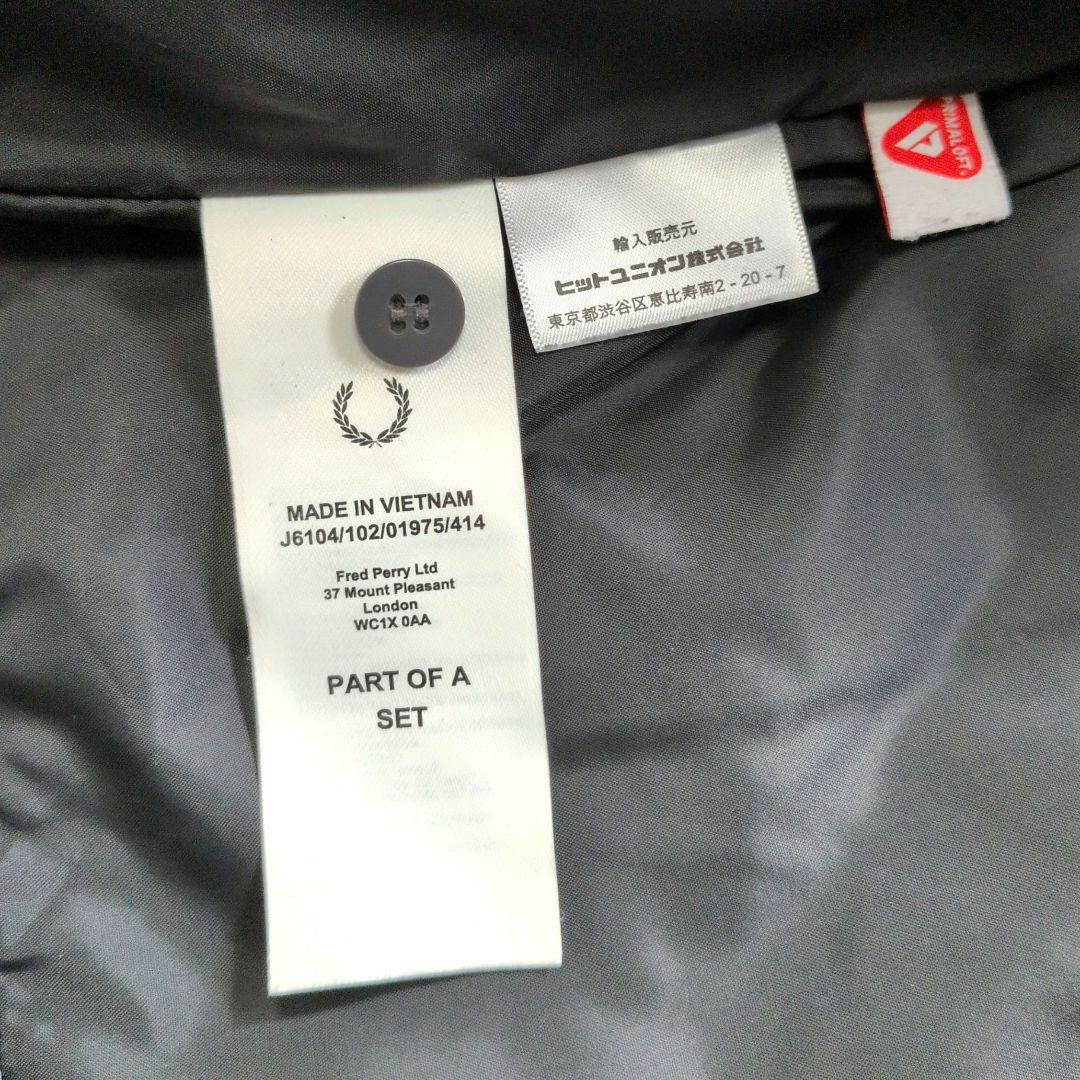 MADE IN VIETNAM
J6104/102/01975/414
Fred Perry Ltd
37 Mount Pleasant
London
WC1X 0AA
PART OF A
SET
輸入販売元
ヒットユニオン株式会社
東京都渋谷区恵比寿南2-20-7
PRIMALOFT